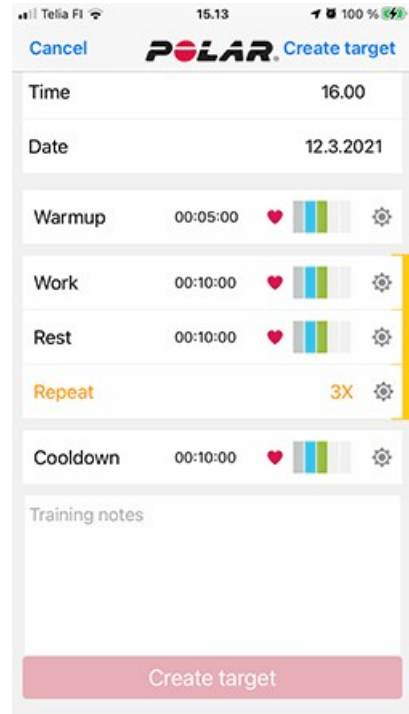 Telia FI 15.13 100 %
Cancel POLAR. Create target
Time 16.00
Date 12.3.2021
Warmup 00:05:00
Work 00:10:00
Rest 00:10:00
Repeat 3X
Cooldown 00:10:00
Training notes
Create target